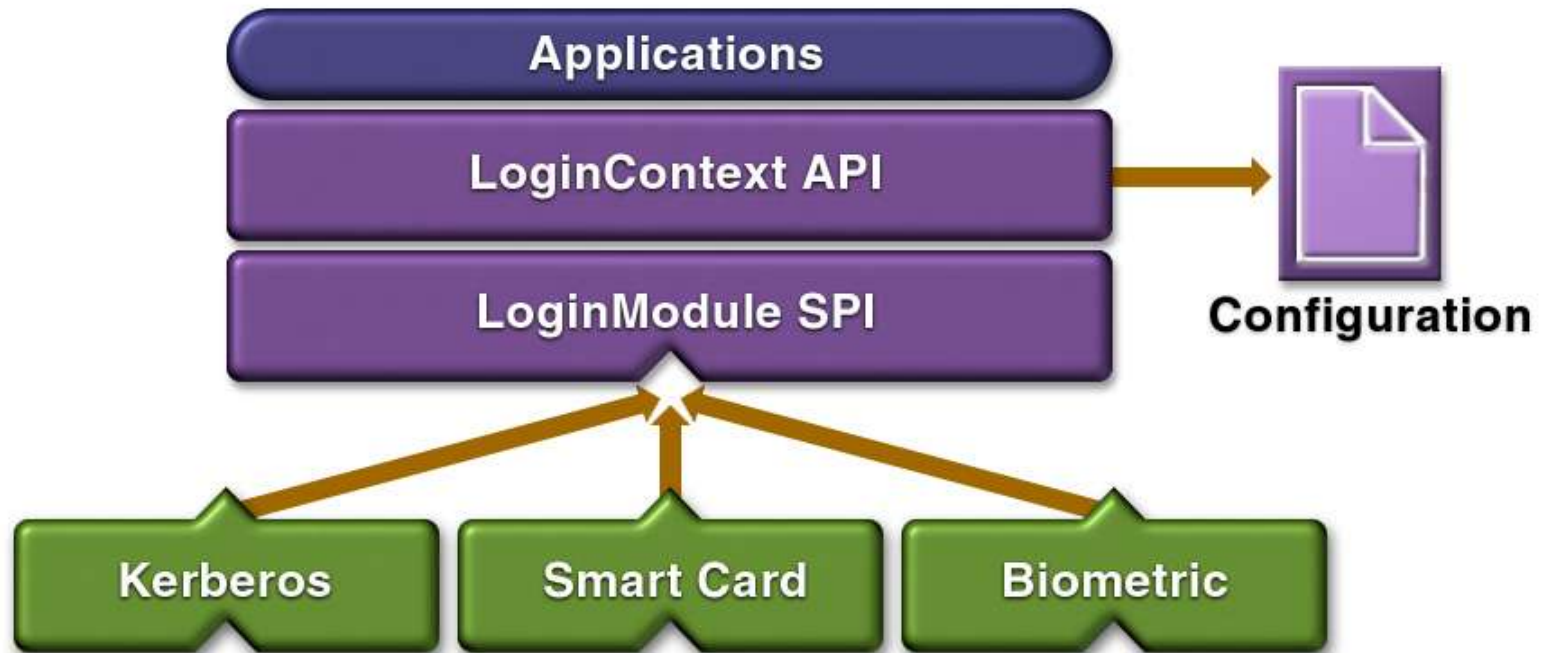 Applications
LoginContext API
LoginModule SPI
Configuration
Kerberos
Smart Card
Biometric